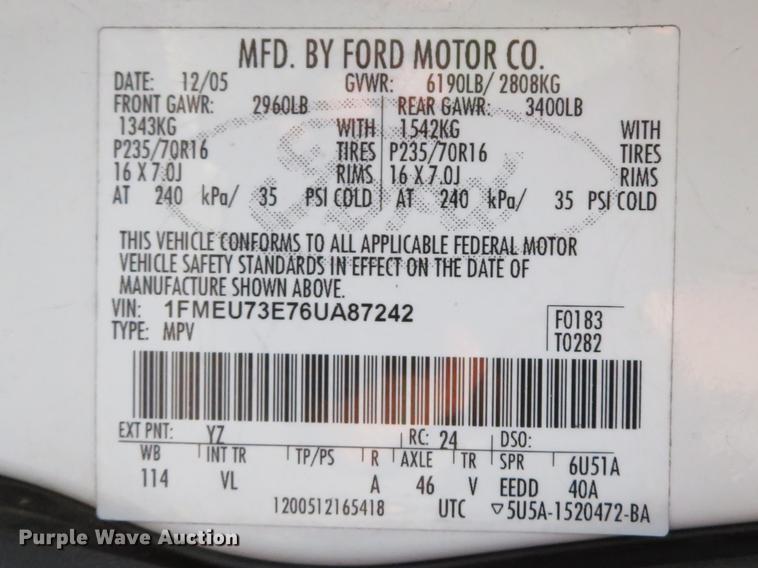 MFD. BY FORD MOTOR CO.
DATE: 12/05 GVWR: 6190LB/ 2808KG
FRONT GAWR: 2960LB REAR GAWR: 3400LB
1343KG WITH 1542KG WITH
P235/70R16 TIRES P235/70R16 TIRES
16 X 7.0J RIMS 16 X 7.0J RIMS
AT 240 kPa/ 35 PSI COLD AT 240 kPa/ 35 PSI COLD
THIS VEHICLE CONFORMS TO ALL APPLICABLE FEDERAL MOTOR
VEHICLE SAFETY STANDARDS IN EFFECT ON THE DATE OF
MANUFACTURE SHOWN ABOVE.
VIN: 1FMEU73E76UA87242
TYPE: MPV
F0183
T0282
EXT PNT: YZ RC: 24 DSO:
WB INT TR TP/PS R AXLE TR SPR 6U51A
114 VL A 46 V EEDD 40A
1200512165418 UTC ▽5U5A-1520472-BA
Purple Wave Auction